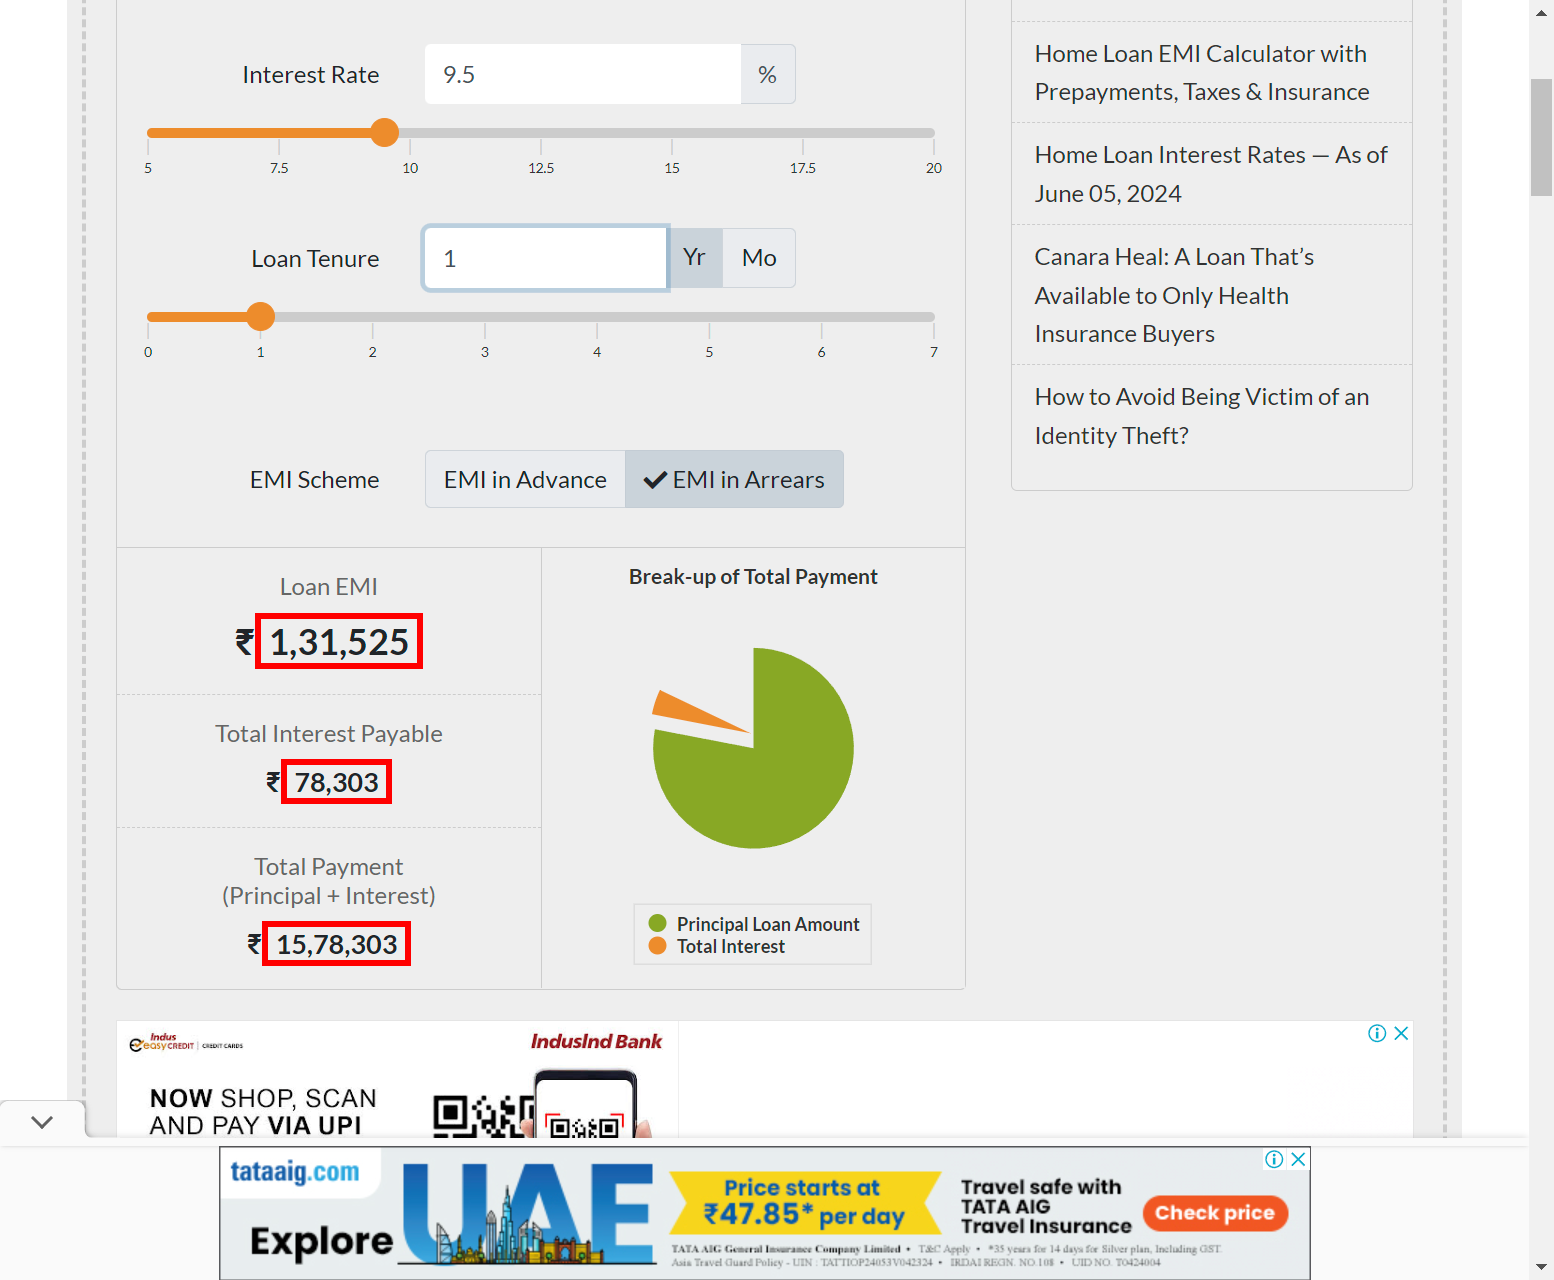 Interest Rate
9.5
%
5
7.5
10
12.5
15
17.5
20
Loan Tenure
1
Yr
Mo
0
1
2
3
4
5
6
7
EMI Scheme
EMI in Advance
EMI in Arrears
Loan EMI
₹ 1,31,525
Total Interest Payable
₹ 78,303
Total Payment
(Principal + Interest)
₹ 15,78,303
Break-up of Total Payment
Principal Loan Amount
Total Interest
Home Loan EMI Calculator with
Prepayments, Taxes & Insurance
Home Loan Interest Rates — As of
June 05, 2024
Canara Heal: A Loan That's
Available to Only Health
Insurance Buyers
How to Avoid Being Victim of an
Identity Theft?
Indus
easyCREDIT | CREDIT CARDS
IndusInd Bank
NOW SHOP, SCAN
AND PAY VIA UPI
tataaig.com
Explore
UAE
Price starts at
₹47.85* per day
Travel safe with
TATA AIG
Travel Insurance
Check price
TATA AIG General Insurance Company Limited • T&C Apply • *35 years for 14 days for Silver plan, Including GST.
Asia Travel Guard Policy - UIN : TATTIOP24053V042324 • IRDAI REGN. NO.108 • UID NO. T0424004